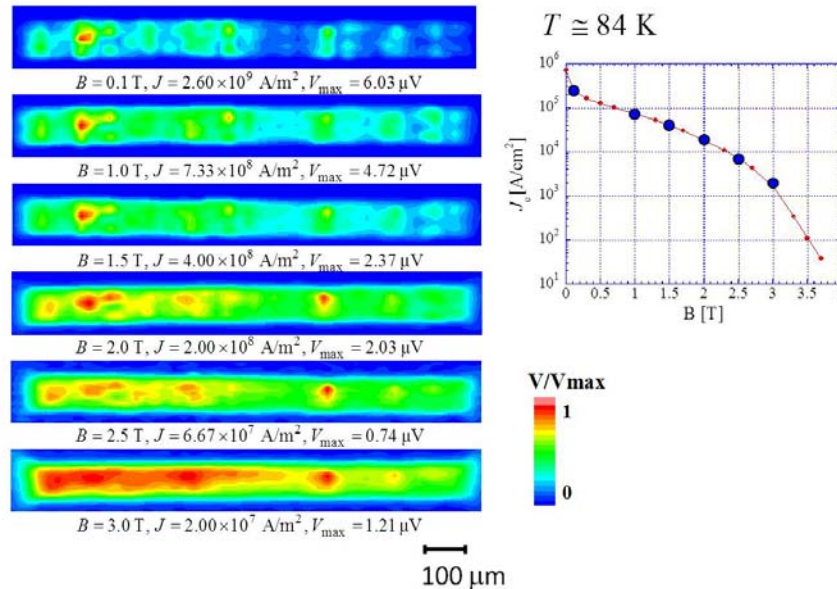 T ≅ 84 K
B = 0.1 T, J = 2.60×10⁹ A/m², Vmax = 6.03 µV
B = 1.0 T, J = 7.33×10⁸ A/m², Vmax = 4.72 µV
B = 1.5 T, J = 4.00×10⁸ A/m², Vmax = 2.37 µV
B = 2.0 T, J = 2.00×10⁸ A/m², Vmax = 2.03 µV
B = 2.5 T, J = 6.67×10⁷ A/m², Vmax = 0.74 µV
B = 3.0 T, J = 2.00×10⁷ A/m², Vmax = 1.21 µV
100 µm
10⁶
10⁵
10⁴
10³
10²
10¹
Jc [A/cm²]
0 0.5 1 1.5 2 2.5 3 3.5
B [T]
V/Vmax
1
0